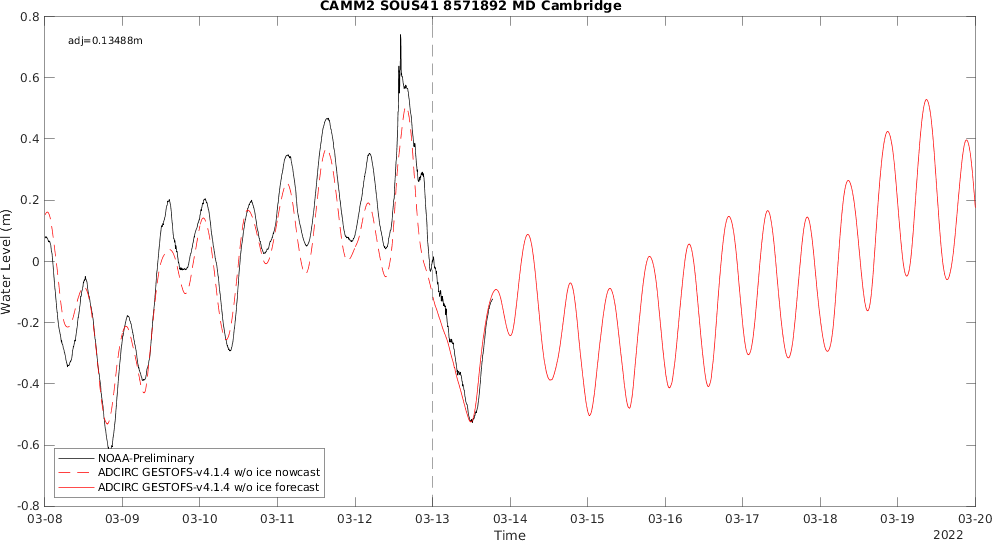 CAMM2 SOUS41 8571892 MD Cambridge
adj=0.13488m
0.8
0.6
0.4
0.2
0
-0.2
-0.4
-0.6
-0.8
Water Level (m)
NOAA-Preliminary
ADCIRC GESTOFS-v4.1.4 w/o ice nowcast
ADCIRC GESTOFS-v4.1.4 w/o ice forecast
03-08 03-09 03-10 03-11 03-12 03-13 03-14 03-15 03-16 03-17 03-18 03-19 03-20
Time
2022